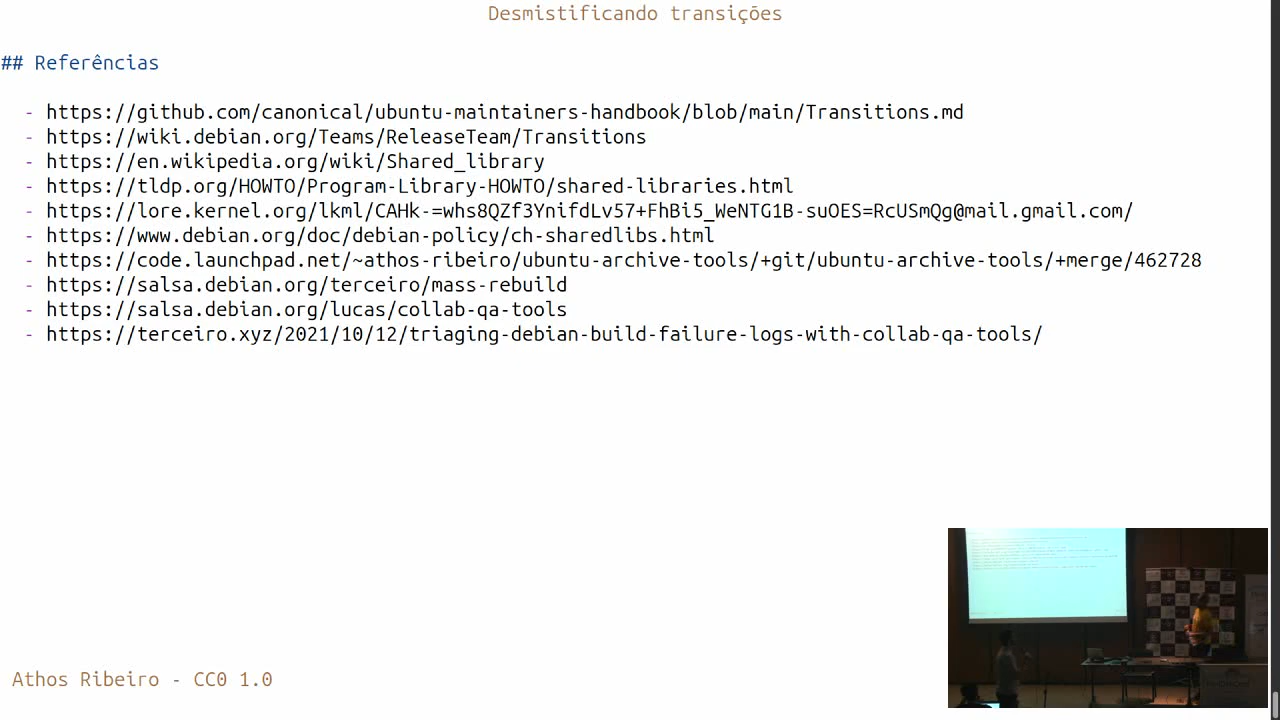 Desmistificando transições
## Referências
- https://github.com/canonical/ubuntu-maintainers-handbook/blob/main/Transitions.md
- https://wiki.debian.org/Teams/ReleaseTeam/Transitions
- https://en.wikipedia.org/wiki/Shared_library
- https://tldp.org/HOWTO/Program-Library-HOWTO/shared-libraries.html
- https://lore.kernel.org/lkml/CAHk-=whs8QZf3YnifdLv57+FhBi5_WeNTG1B-suOES=RcUSmQg@mail.gmail.com/
- https://www.debian.org/doc/debian-policy/ch-sharedlibs.html
- https://code.launchpad.net/~athos-ribeiro/ubuntu-archive-tools/+git/ubuntu-archive-tools/+merge/462728
- https://salsa.debian.org/terceiro/mass-rebuild
- https://salsa.debian.org/lucas/collab-qa-tools
- https://terceiro.xyz/2021/10/12/triaging-debian-build-failure-logs-with-collab-qa-tools/
Athos Ribeiro - CC0 1.0